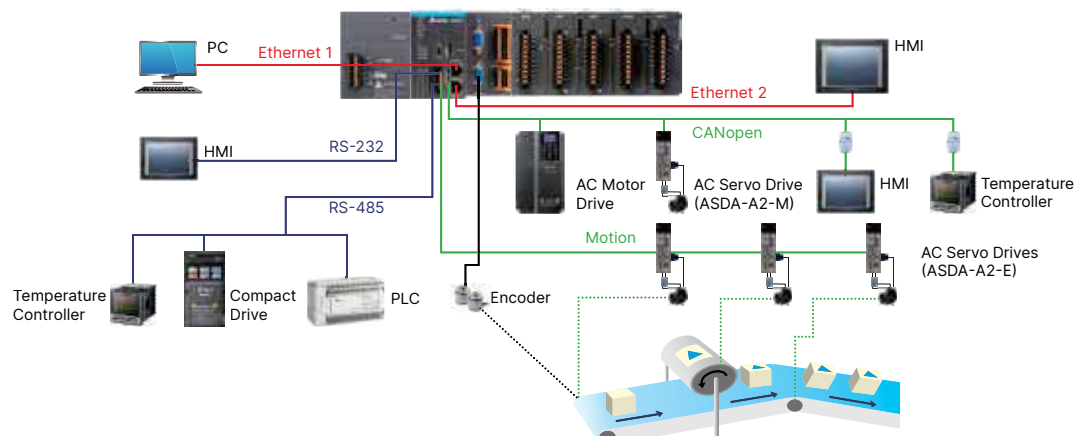 PC
Ethernet 1
HMI
Ethernet 2
CANopen
HMI
RS-232
AC Motor
Drive
AC Servo Drive
(ASDA-A2-M)
HMI
Temperature
Controller
RS-485
Motion
AC Servo Drives
(ASDA-A2-E)
Temperature
Controller
Compact
Drive
PLC
Encoder